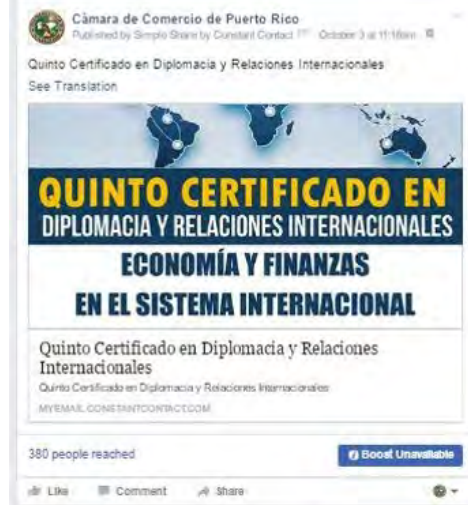 Cámara de Comercio de Puerto Rico
Published by Simple Share by Constant Contact October 3 at 11:18am
Quinto Certificado en Diplomacia y Relaciones Internacionales
See Translation
QUINTO CERTIFICADO EN
DIPLOMACIA Y RELACIONES INTERNACIONALES
ECONOMÍA Y FINANZAS
EN EL SISTEMA INTERNACIONAL
Quinto Certificado en Diplomacia y Relaciones
Internacionales
Quinto Certificado en Diplomacia y Relaciones Internacionales
MYEMAIL.CONSTANTCONTACT.COM
380 people reached
Boost Unavailable
Like Comment Share